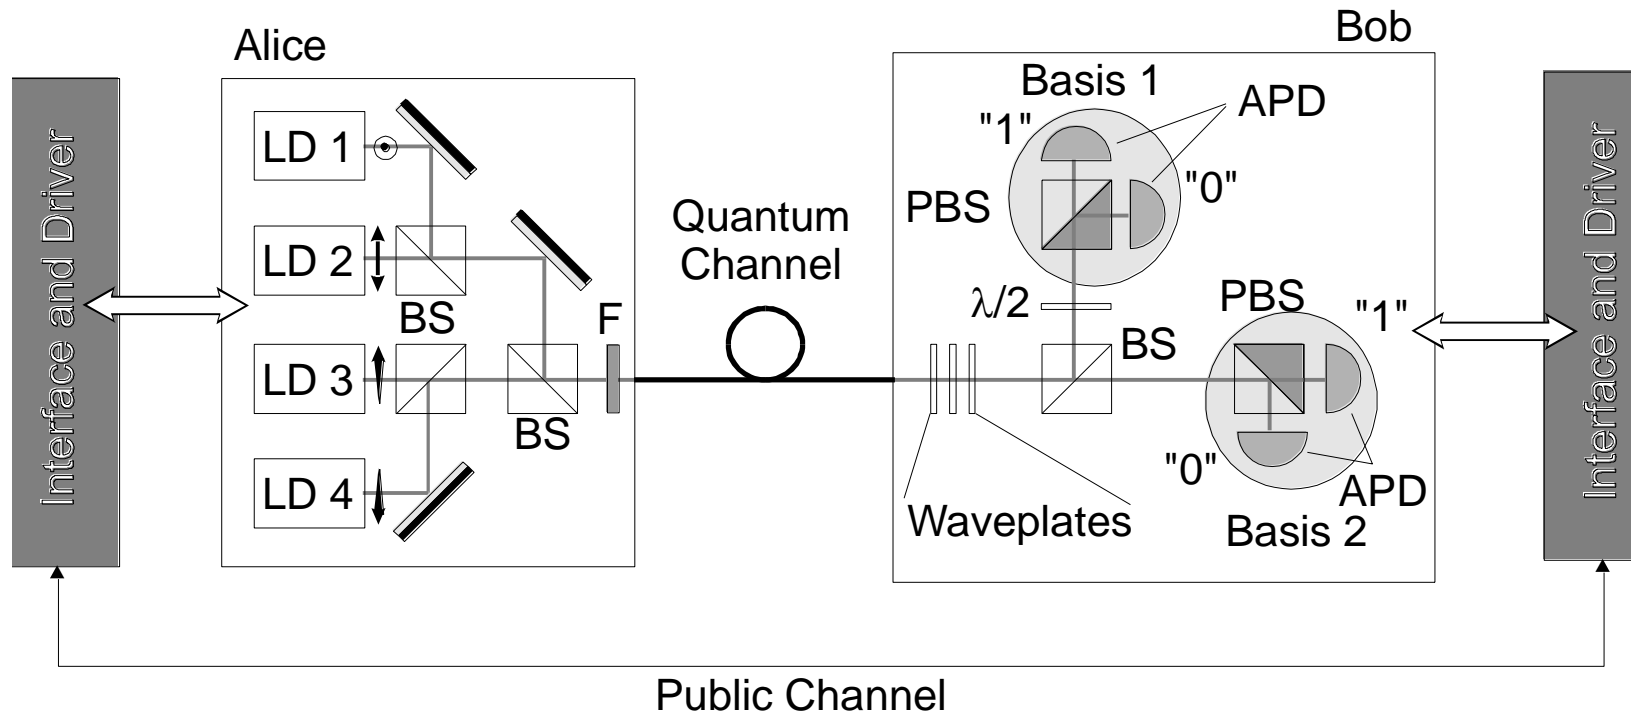 Alice
Bob
Interface and Driver
LD 1
LD 2
BS
LD 3
BS
LD 4
F
Quantum
Channel
Basis 1
APD
"1"
"0"
PBS
λ/2
BS
PBS
"1"
"0"
APD
Basis 2
Waveplates
Interface and Driver
Public Channel